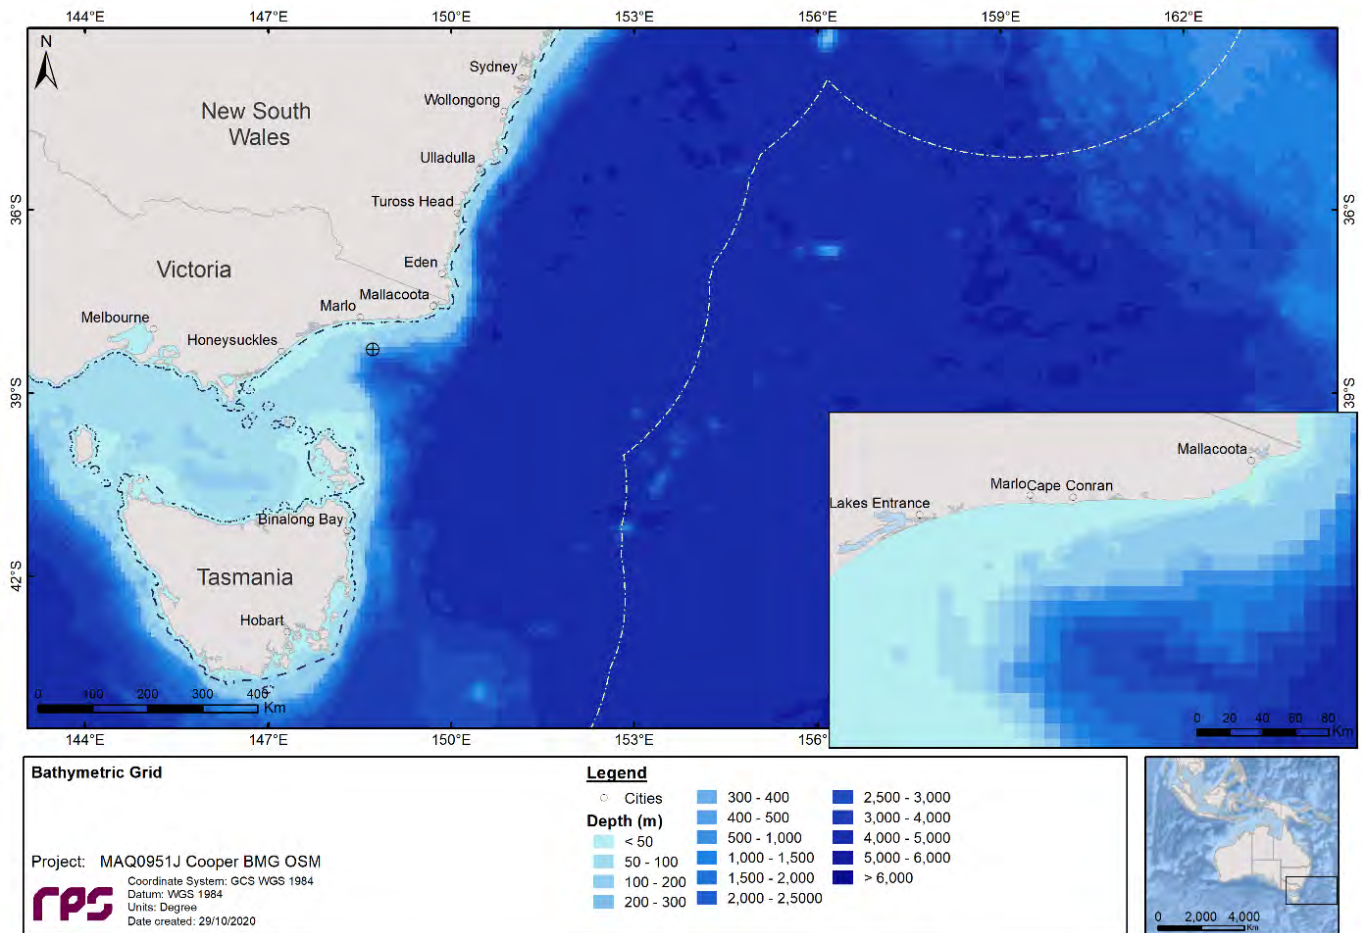 144°E 147°E 150°E 153°E 156°E 159°E 162°E
N
Sydney
Wollongong
New South
Wales
Ulladulla
Tuross Head
36°S
36°S
Eden
Victoria
Mallacoota
Marlo
Melbourne
Honeysuckles
39°S
39°S
Mallacoota
Marlo Cape Conran
Lakes Entrance
Binalong Bay
Tasmania
42°S
Hobart
0 100 200 300 400
Km
0 20 40 60 80
Km
144°E 147°E 150°E 153°E 156°
Bathymetric Grid
Legend
Cities
Depth (m)
< 50
50 - 100
100 - 200
200 - 300
300 - 400
400 - 500
500 - 1,000
1,000 - 1,500
1,500 - 2,000
2,000 - 2,5000
2,500 - 3,000
3,000 - 4,000
4,000 - 5,000
5,000 - 6,000
> 6,000
Project: MAQ0951J Cooper BMG OSM
rps
Coordinate System: GCS WGS 1984
Datum: WGS 1984
Units: Degree
Date created: 29/10/2020
0 2,000 4,000
Km